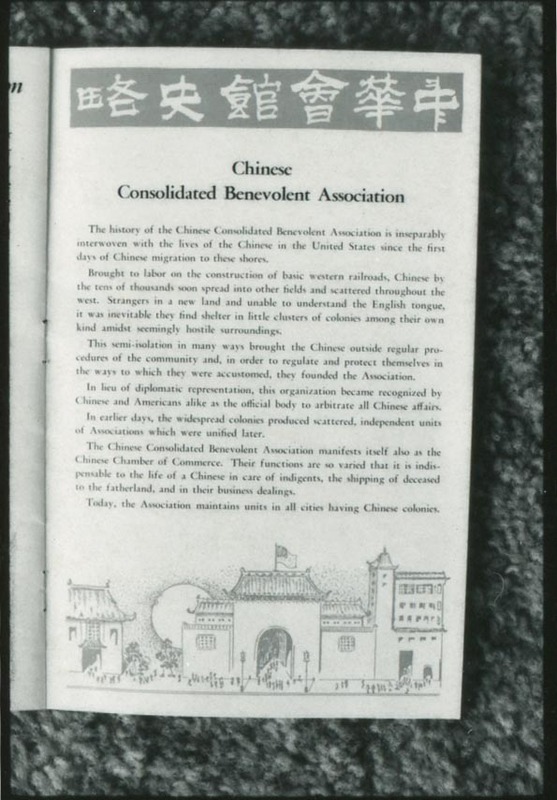 中華會館史略
Chinese
Consolidated Benevolent Association
The history of the Chinese Consolidated Benevolent Association is inseparably
interwoven with the lives of the Chinese in the United States since the first
days of Chinese migration to these shores.
Brought to labor on the construction of basic western railroads, Chinese by
the tens of thousands soon spread into other fields and scattered throughout the
west. Strangers in a new land and unable to understand the English tongue,
it was inevitable they find shelter in little clusters of colonies among their own
kind amidst seemingly hostile surroundings.
This semi-isolation in many ways brought the Chinese outside regular pro-
cedures of the community and, in order to regulate and protect themselves in
the ways to which they were accustomed, they founded the Association.
In lieu of diplomatic representation, this organization became recognized by
Chinese and Americans alike as the official body to arbitrate all Chinese affairs.
In earlier days, the widespread colonies produced scattered, independent units
of Associations which were unified later.
The Chinese Consolidated Benevolent Association manifests itself also as the
Chinese Chamber of Commerce. Their functions are so varied that it is indis-
pensable to the life of a Chinese in care of indigents, the shipping of deceased
to the fatherland, and in their business dealings.
Today, the Association maintains units in all cities having Chinese colonies.